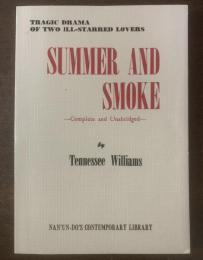 TRAGIC DRAMA
OF TWO ILL-STARRED LOVERS
SUMMER AND
SMOKE
—Complete and Unabridged—
by
Tennessee Williams
NAN'UN-DO'S CONTEMPORARY LIBRARY